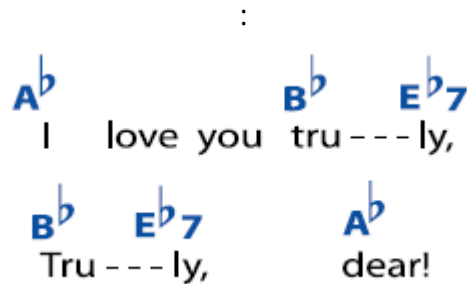 :
A♭ B♭ E♭7
I love you tru---ly,
B♭ E♭7 A♭
Tru---ly, dear!